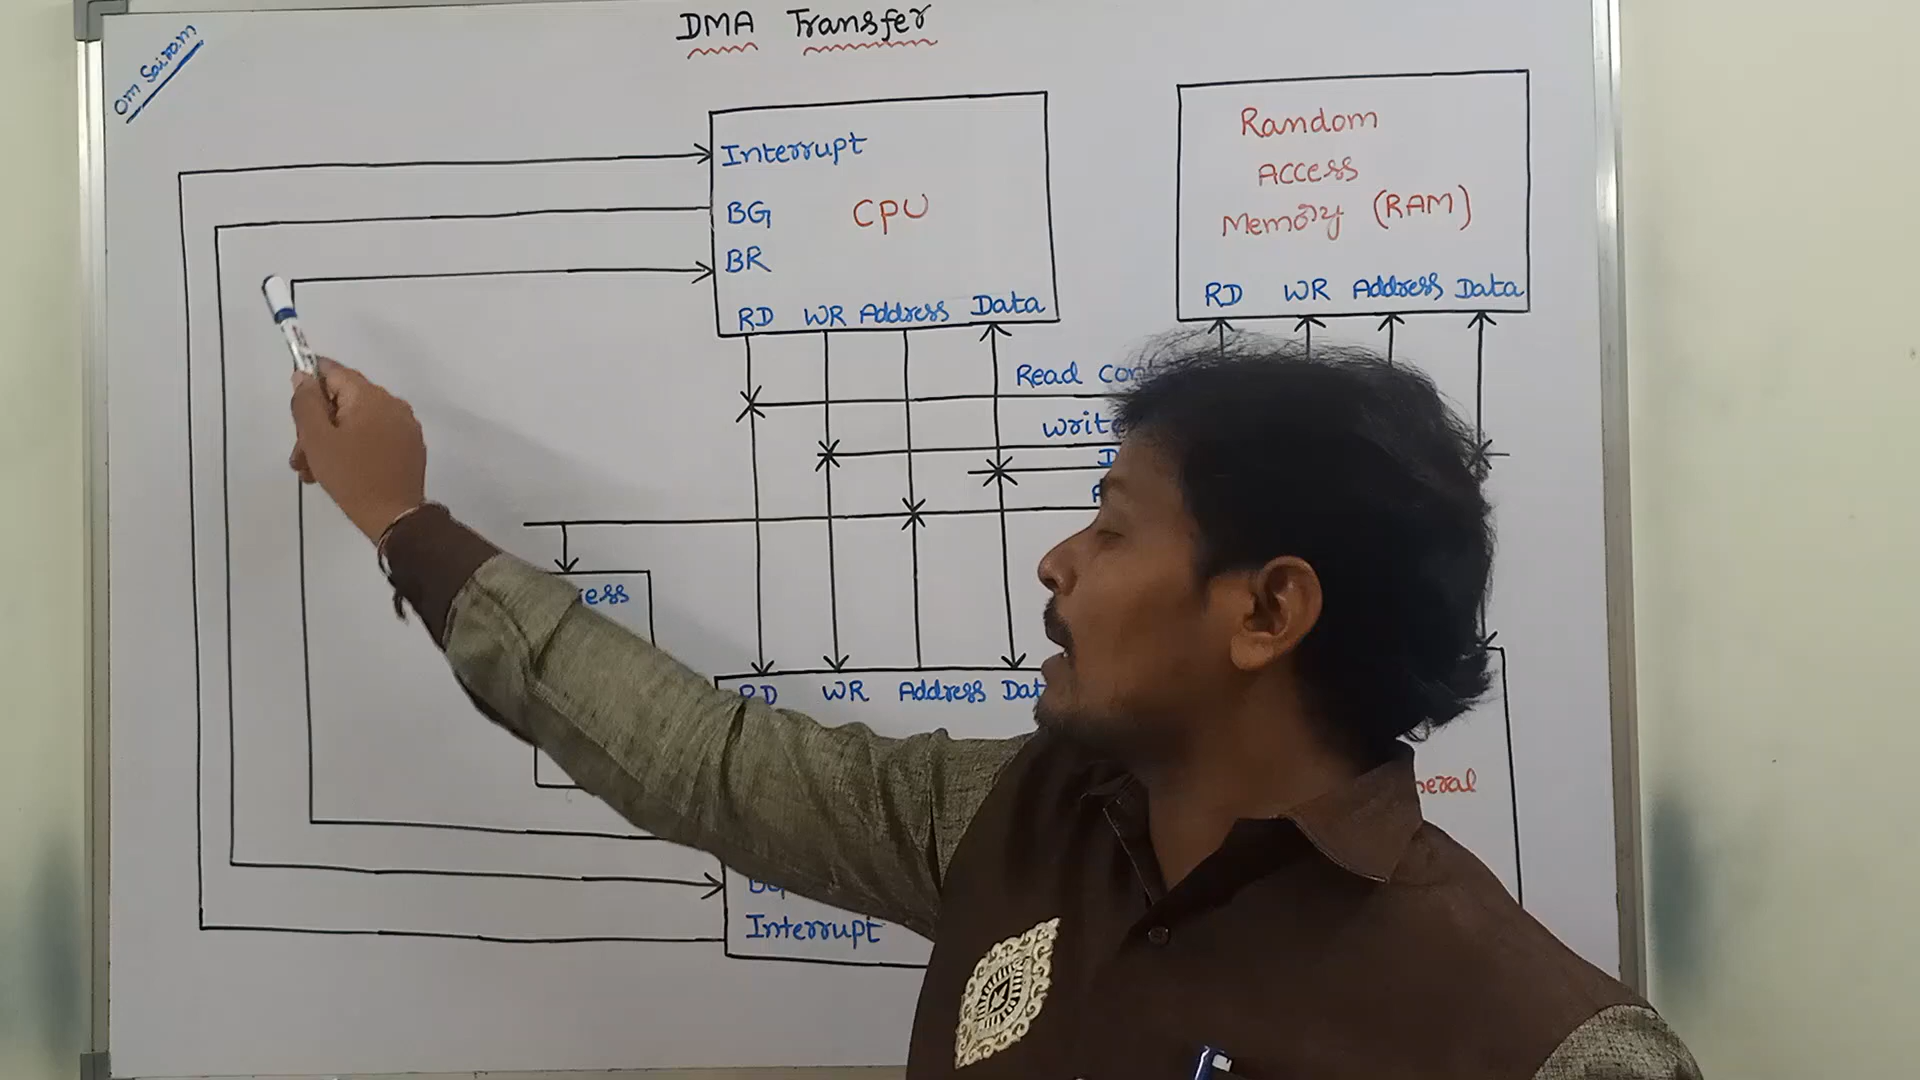 DMA Transfer
Om Sairam
Interrupt
BG
CPU
BR
RD WR Address Data
Random
Access
Memory (RAM)
RD WR Address Data
Read
RD WR Address
Interrupt